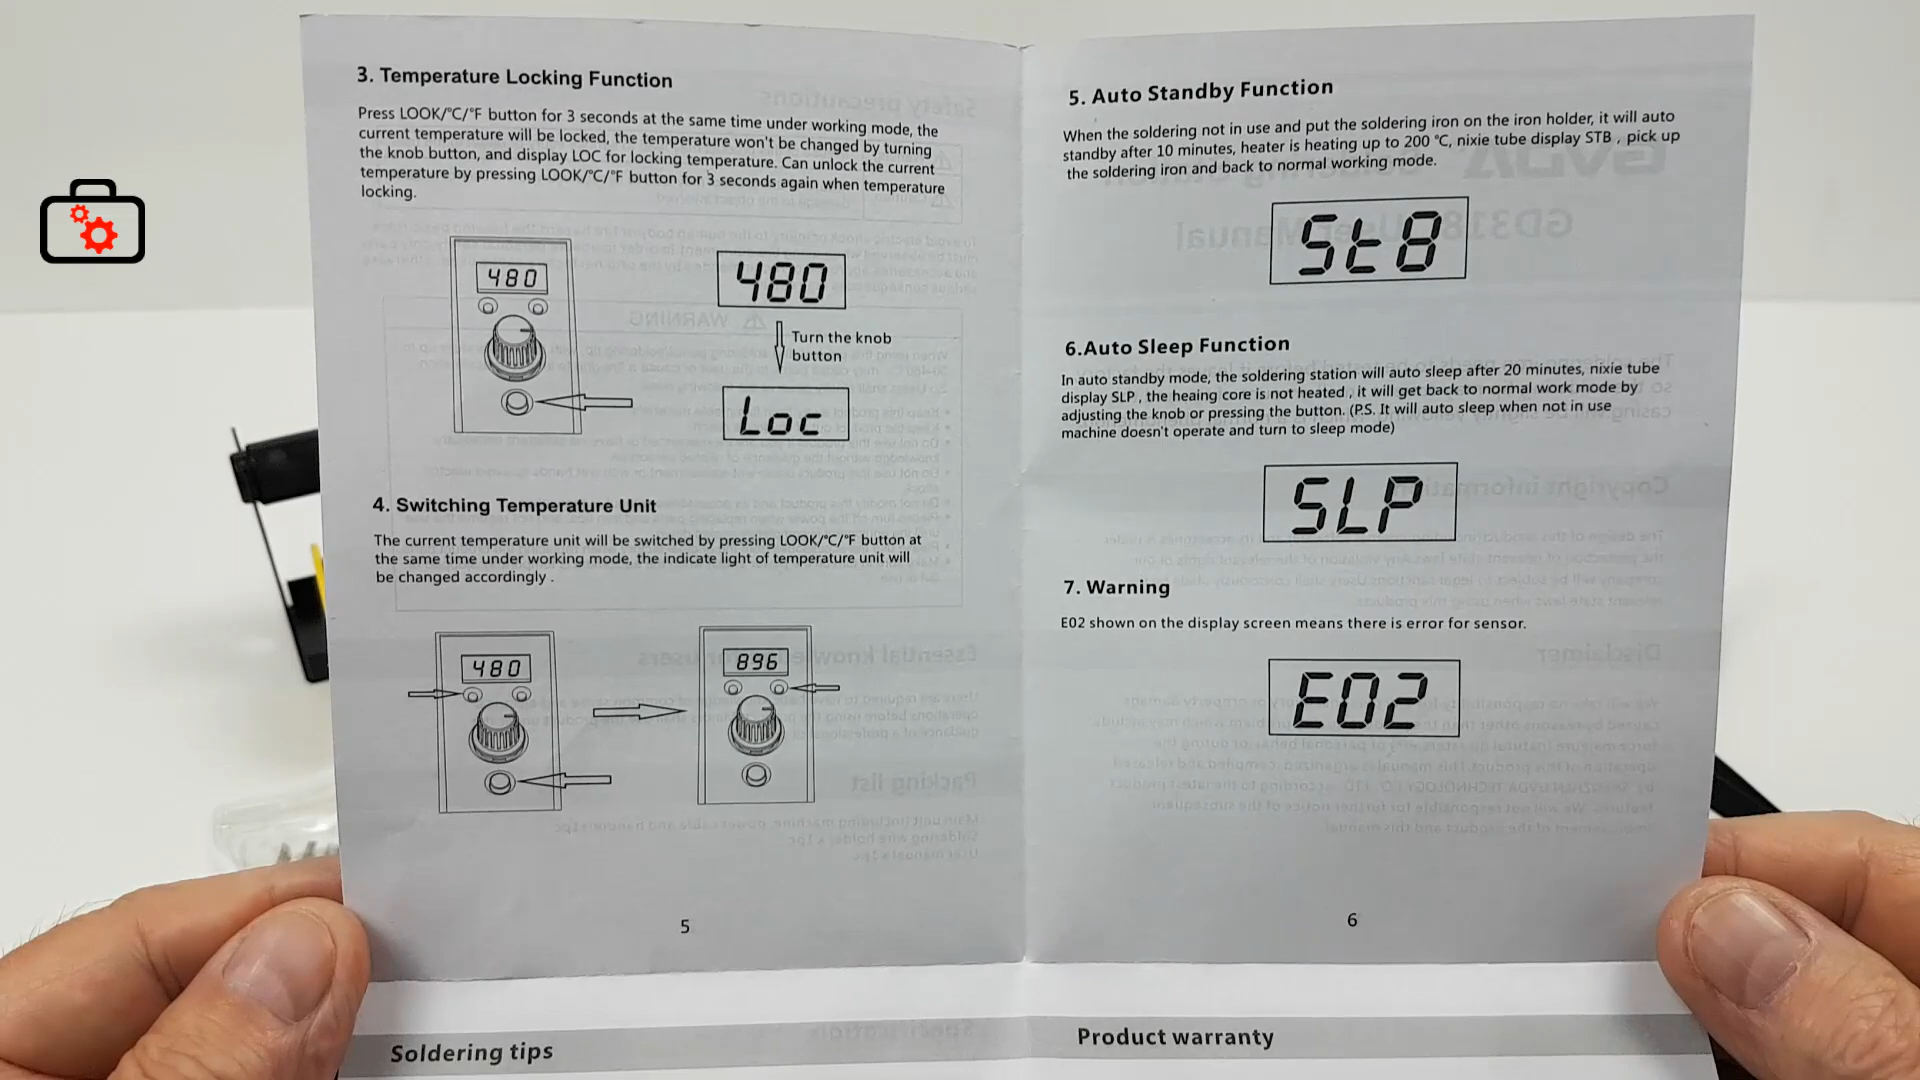 3. Temperature Locking Function
Press LOOK/℃/℉ button for 3 seconds at the same time under working mode, the
current temperature will be locked, the temperature won't be changed by turning
the knob button, and display LOC for locking temperature. Can unlock the current
temperature by pressing LOOK/℃/℉ button for 3 seconds again when temperature
locking.
480
480
Turn the knob
button
Loc
4. Switching Temperature Unit
The current temperature unit will be switched by pressing LOOK/℃/℉ button at
the same time under working mode, the indicate light of temperature unit will
be changed accordingly .
480
896
5
5. Auto Standby Function
When the soldering not in use and put the soldering iron on the iron holder, it will auto
standby after 10 minutes, heater is heating up to 200 ℃, nixie tube display STB , pick up
the soldering iron and back to normal working mode.
St8
6.Auto Sleep Function
In auto standby mode, the soldering station will auto sleep after 20 minutes, nixie tube
display SLP , the heaing core is not heated , it will get back to normal work mode by
adjusting the knob or pressing the button. (P.S. It will auto sleep when not in use
machine doesn't operate and turn to sleep mode)
SLP
7. Warning
E02 shown on the display screen means there is error for sensor.
E02
6
Soldering tips
Product warranty